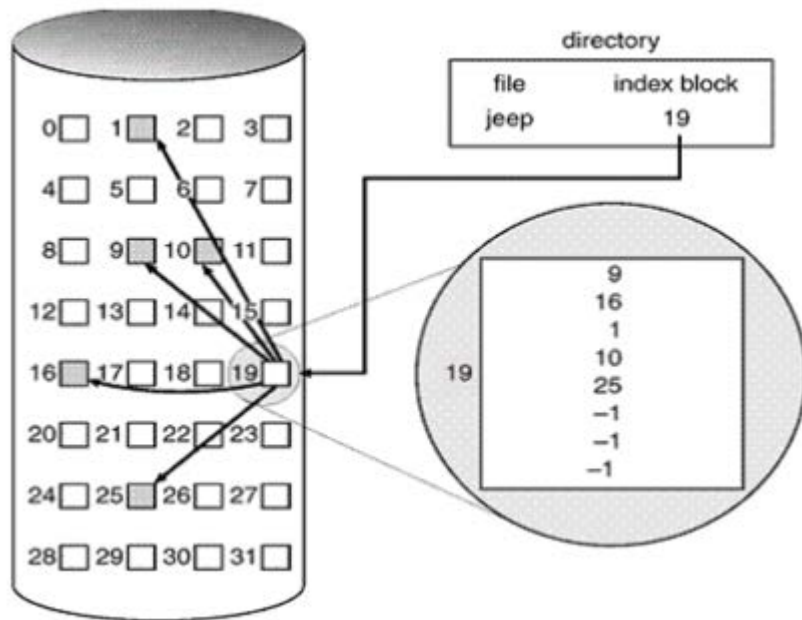 directory
file index block
jeep 19
0 1 2 3
4 5 6 7
8 9 10 11
12 13 14 15
16 17 18 19
20 21 22 23
24 25 26 27
28 29 30 31
19
9
16
1
10
25
–1
–1
–1